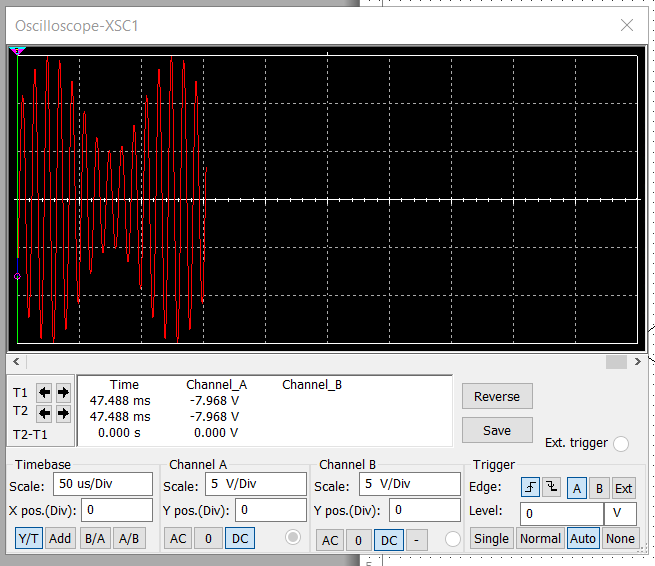 Oscilloscope-XSC1
Time Channel_A Channel_B
T1 47.488 ms -7.968 V
T2 47.488 ms -7.968 V
T2-T1 0.000 s 0.000 V
Reverse
Save
Ext. trigger
Timebase
Scale: 50 us/Div
X pos.(Div): 0
Y/T Add B/A A/B
Channel A
Scale: 5 V/Div
Y pos.(Div): 0
AC 0 DC
Channel B
Scale: 5 V/Div
Y pos.(Div): 0
AC 0 DC -
Trigger
Edge: A B Ext
Level: 0 V
Single Normal Auto None